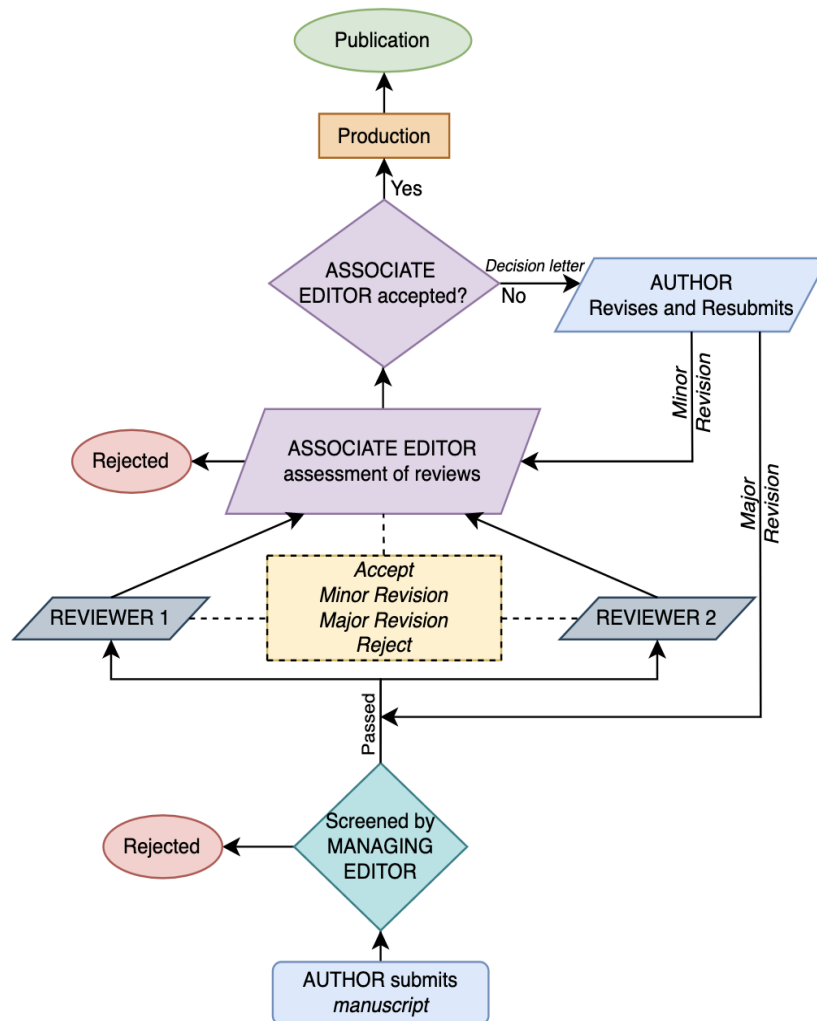 Publication
Production
Yes
ASSOCIATE
EDITOR accepted?
Decision letter
No
AUTHOR
Revises and Resubmits
Minor
Revision
Major
Revision
ASSOCIATE EDITOR
assessment of reviews
Rejected
Accept
Minor Revision
Major Revision
Reject
REVIEWER 1
REVIEWER 2
Passed
Screened by
MANAGING
EDITOR
Rejected
AUTHOR submits
manuscript